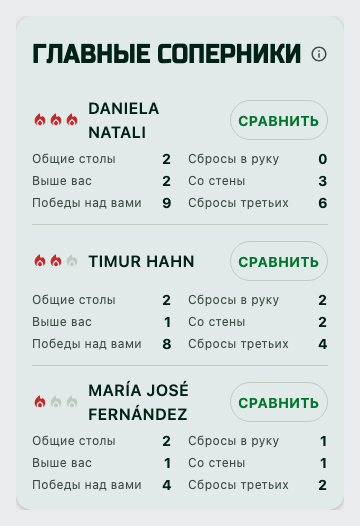 ГЛАВНЫЕ СОПЕРНИКИ
DANIELA
NATALI
СРАВНИТЬ
Общие столы 2 Сбросы в руку 0
Выше вас 2 Со стены 3
Победы над вами 9 Сбросы третьих 6
TIMUR HAHN СРАВНИТЬ
Общие столы 2 Сбросы в руку 2
Выше вас 1 Со стены 2
Победы над вами 8 Сбросы третьих 4
MARÍA JOSÉ
FERNÁNDEZ
СРАВНИТЬ
Общие столы 2 Сбросы в руку 1
Выше вас 1 Со стены 1
Победы над вами 4 Сбросы третьих 2